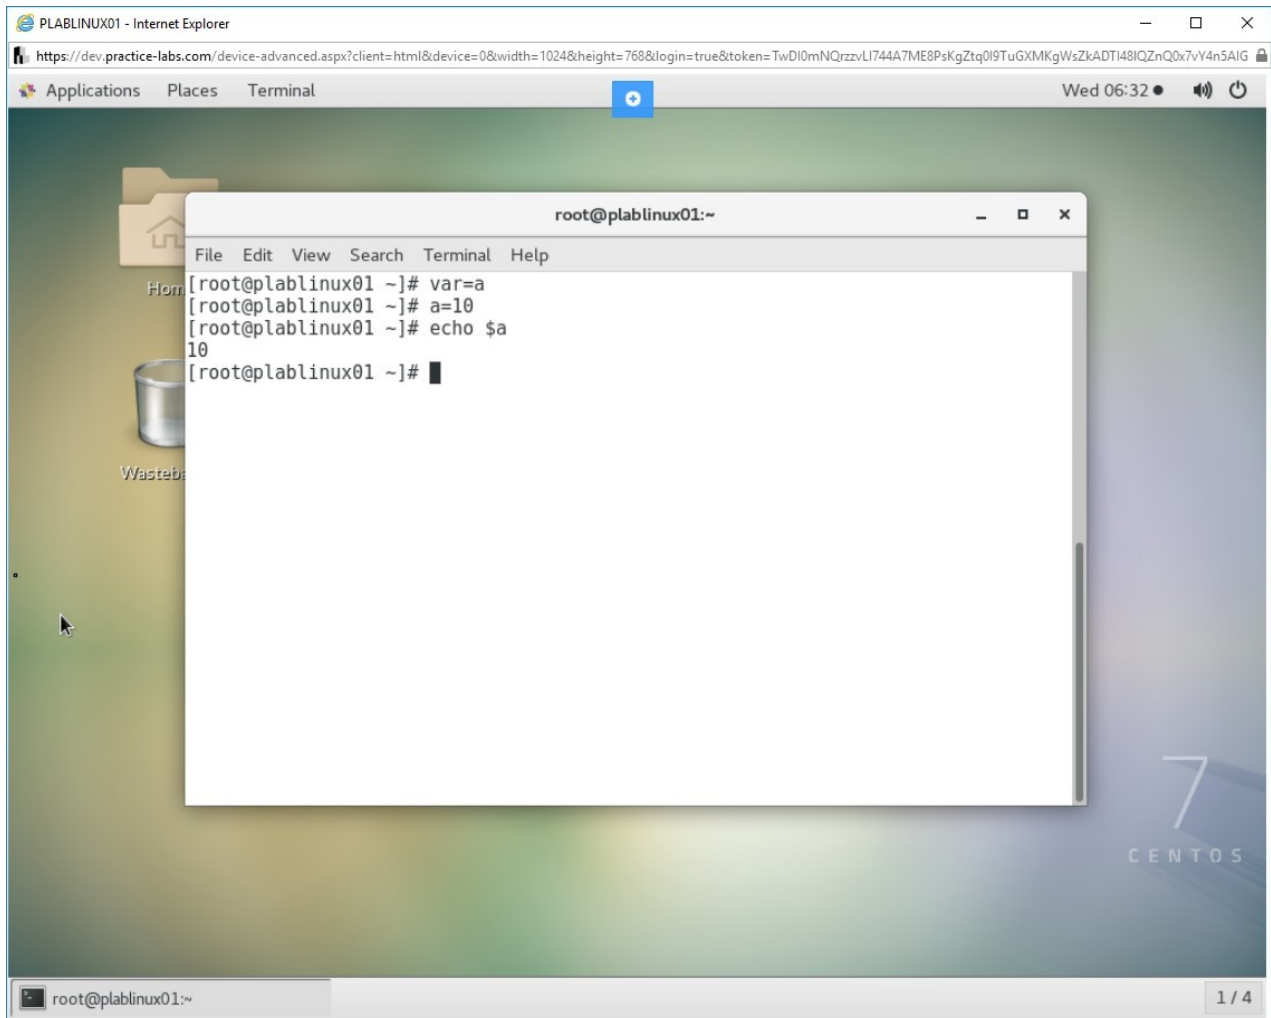 PLABLINUX01 - Internet Explorer
https://dev.practice-labs.com/device-advanced.aspx?client=html&device=0&width=1024&height=768&login=true&token=
Applications Places Terminal Wed 06:32
root@plablinux01:~
File Edit View Search Terminal Help
[root@plablinux01 ~]# var=a
[root@plablinux01 ~]# a=10
[root@plablinux01 ~]# echo $a
10
[root@plablinux01 ~]#
7
CENTOS
root@plablinux01:~
1 / 4